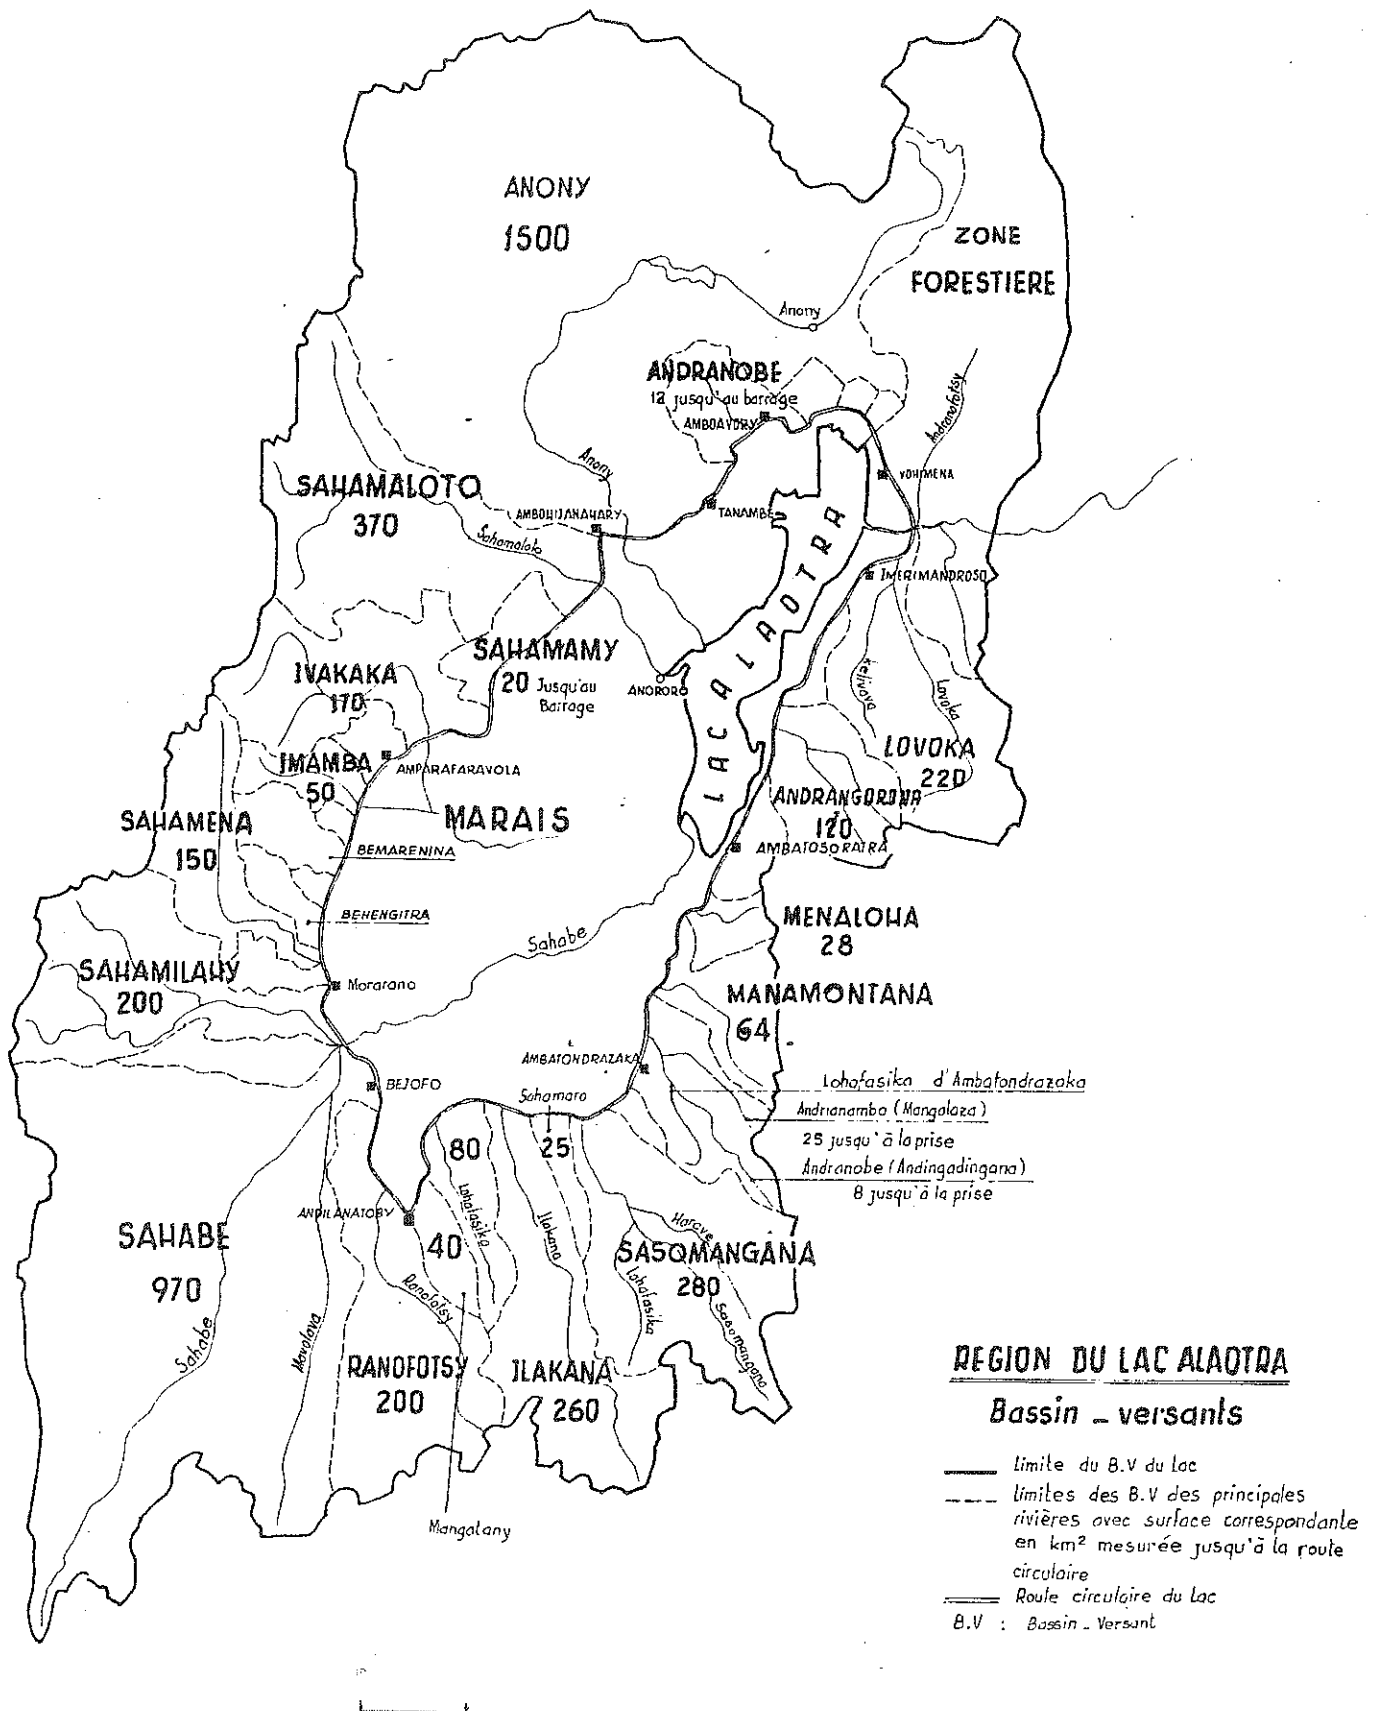 ANONY
1500
ZONE
FORESTIERE
Anony
ANDRANOBE
12 jusqu'au barrage
AMBOAVORY
Andranofotsy
Anony
VOHIMENA
SAHAMALOTO
370
AMBOHIJANAHARY
TANAMBE
Sahamaloto
IMERIMANDROSO
LAC ALAOTRA
SAHAMAMY
20 Jusqu'au
Barrage
IVAKAKA
170
ANORORO
Kelivava
Lovoka
LOVOKA
220
IMAMBA
50
AMPARAFARAVOLA
MARAIS
ANDRANGORONA
120
SAHAMENA
150
BEMARENINA
AMBATOSORATRA
BEHENGITRA
MENALOHA
28
Sahabe
SAHAMILAHY
200
Morarano
MANAMONTANA
64
AMBATONDRAZAKA
BEJOFO
Lohafasika d'Ambatondrazaka
Sahamaro
Andrianamba (Mangalaza)
25 jusqu'à la prise
80
25
Andranobe (Andingadingana)
8 jusqu'à la prise
ANDILANATOBY
Lohafasika
Ilakana
Harave
SAHABE
970
40
SASOMANGANA
280
Ranofotsy
Lohafasika
Sasomangana
Sahabe
Mavolava
RANOFOTSY
200
ILAKANA
260
Mangalany
REGION DU LAC ALAOTRA
Bassin - versants
Limite du B.V du Lac
Limites des B.V des principales
rivières avec surface correspondante
en km² mesurée jusqu'à la route
circulaire
Route circulaire du Lac
B.V : Bassin - Versant